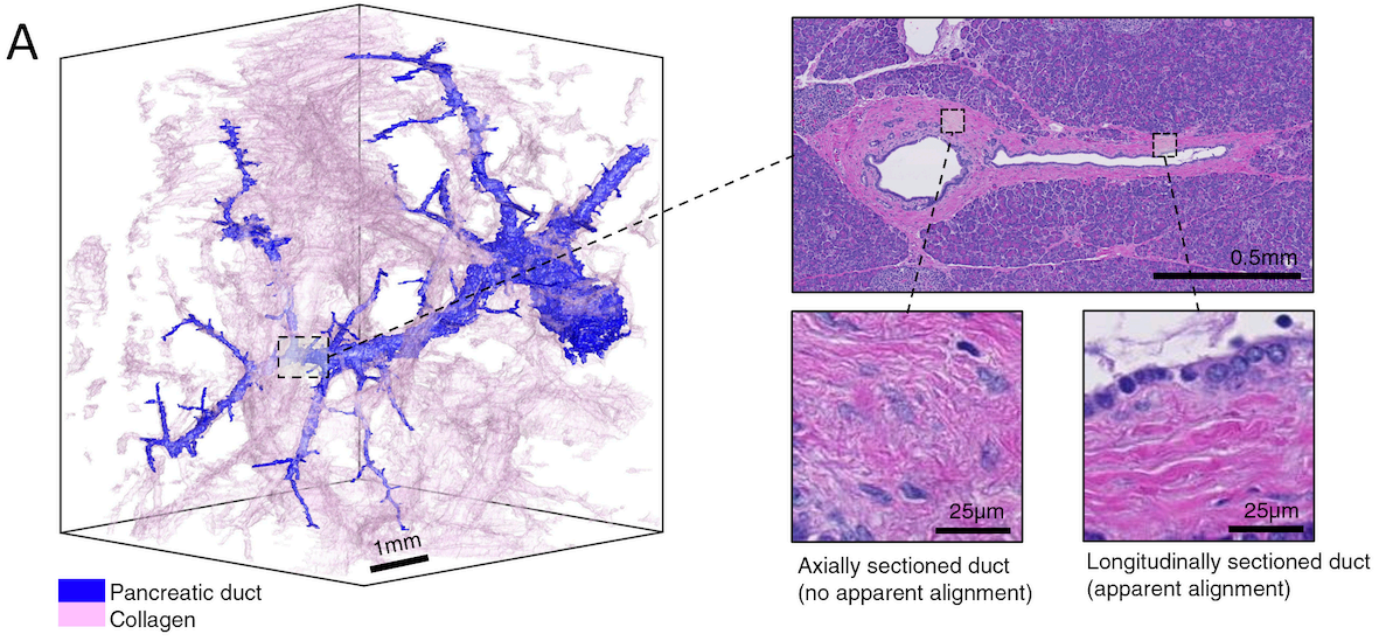 A
0.5mm
25µm
25µm
1mm
Axially sectioned duct
(no apparent alignment)
Longitudinally sectioned duct
(apparent alignment)
Pancreatic duct
Collagen